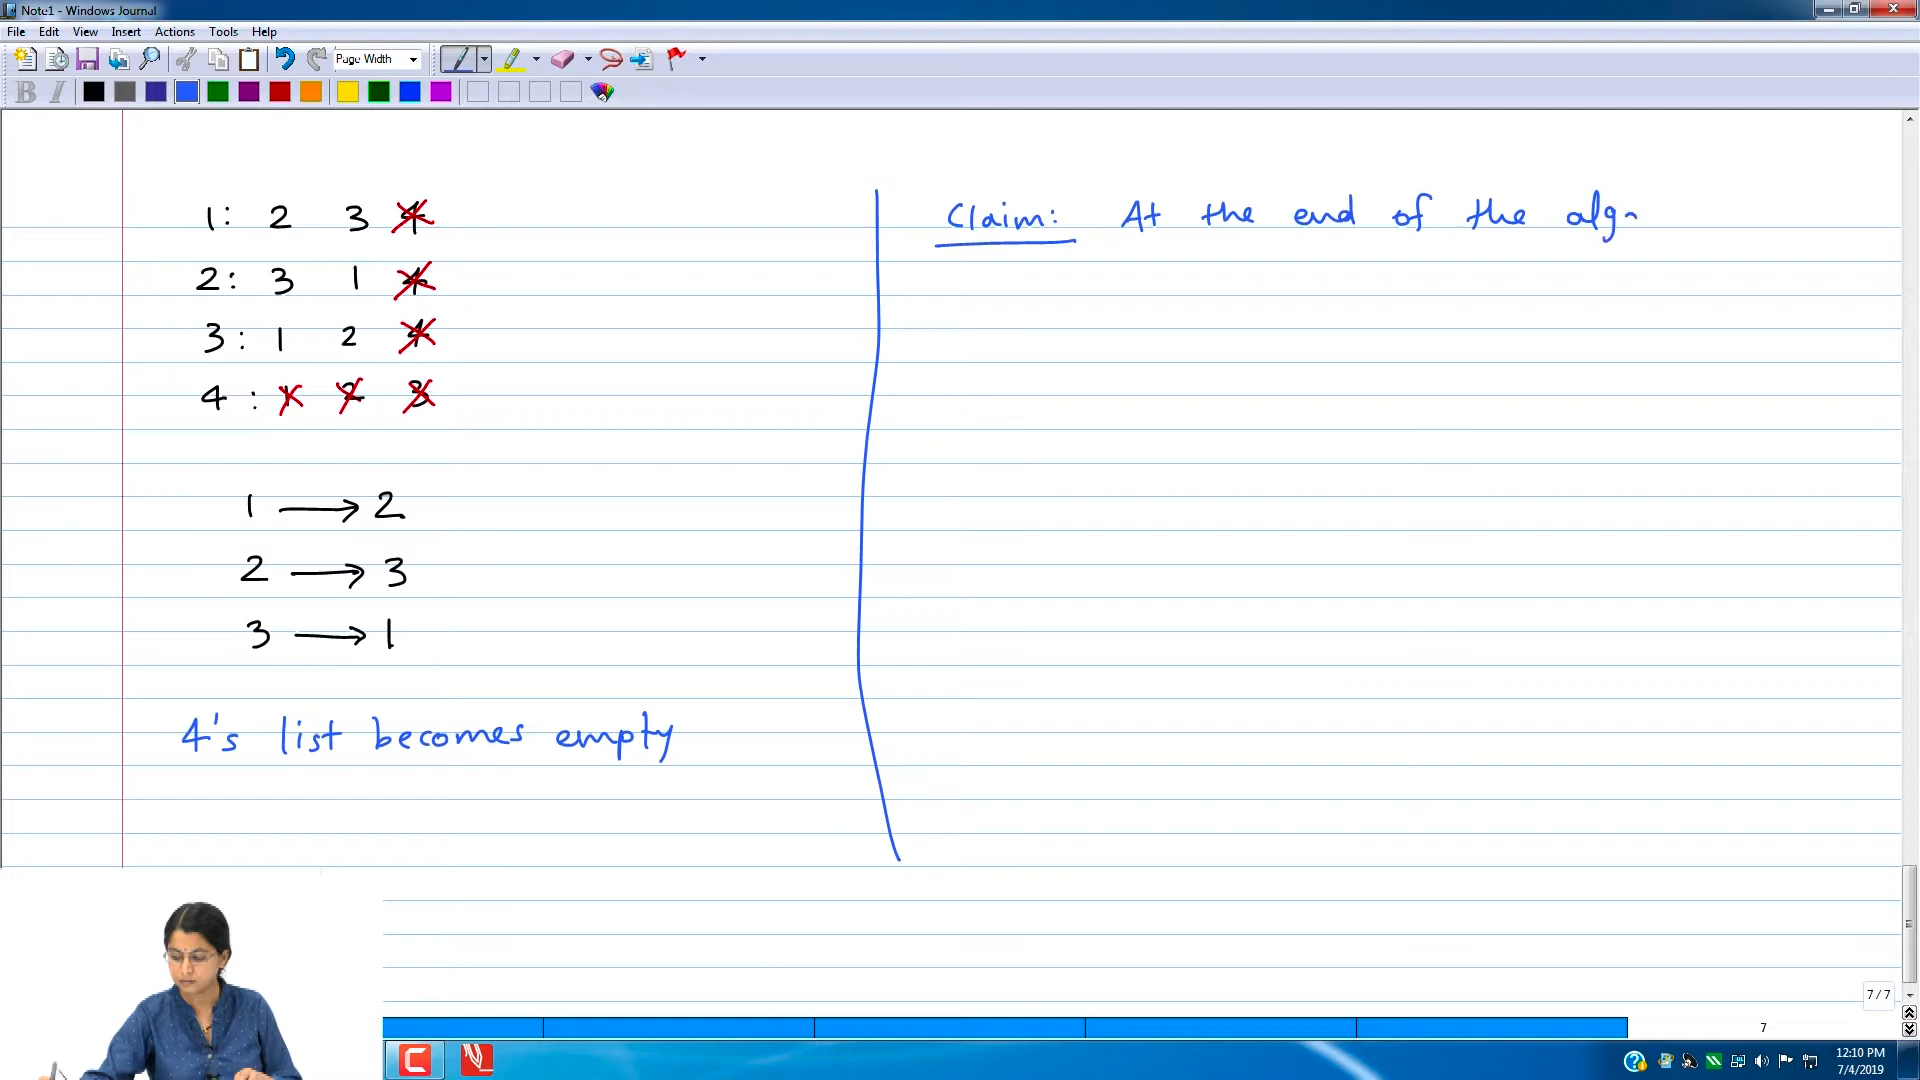 Note1 - Windows Journal
File Edit View Insert Actions Tools Help
Page Width
B I
1: 2 3 4
2: 3 1 4
3: 1 2 4
4: 1 2 3
1 → 2
2 → 3
3 → 1
4's list becomes empty
Claim: At the end of the alg
7 / 7
7
12:10 PM
7/4/2019